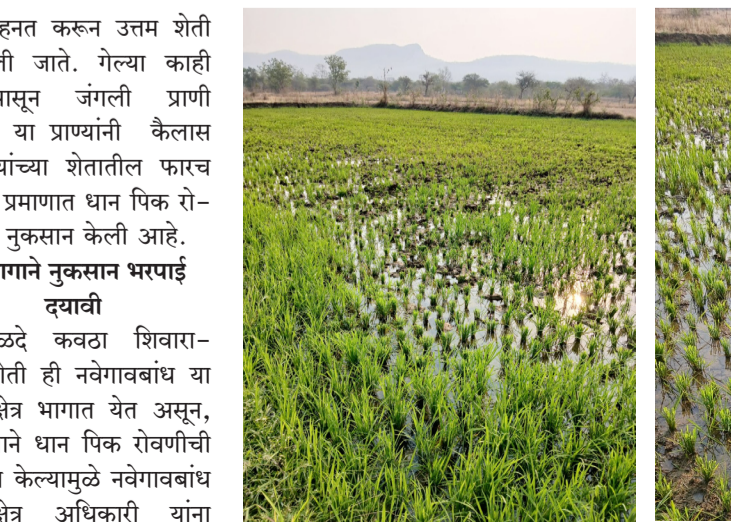 हनत करून उत्तम शेती
ती जाते. गेल्या काही
पासून जंगली प्राणी
या प्राण्यांनी कैलास
यांच्या शेतातील फारच
प्रमाणात धान पिक रो-
नुकसान केली आहे.
गाने नुकसान भरपाई
दयावी
ळदे कवठा शिवारा-
ोती ही नवेगावबांध या
क्षेत्र भागात येत असून,
ाने धान पिक रोवणीची
केल्यामुळे नवेगावबांध
क्षेत्र अधिकारी यांना